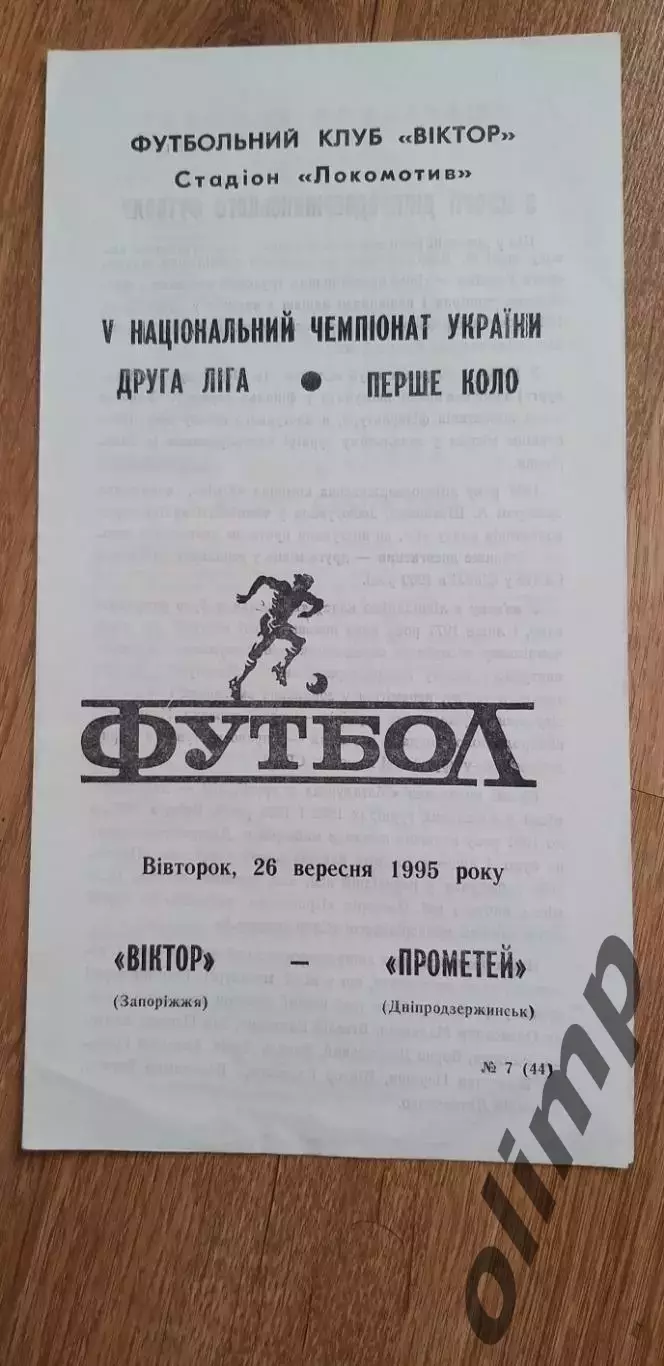 ФУТБОЛЬНИЙ КЛУБ «ВІКТОР»
Стадіон «Локомотив»
V НАЦІОНАЛЬНИЙ ЧЕМПІОНАТ УКРАЇНИ
ДРУГА ЛІГА ● ПЕРШЕ КОЛО
ФУТБОЛ
Вівторок, 26 вересня 1995 року
«ВІКТОР» — «ПРОМЕТЕЙ»
(Запоріжжя) (Дніпродзержинськ)
№ 7 (44)
olimp